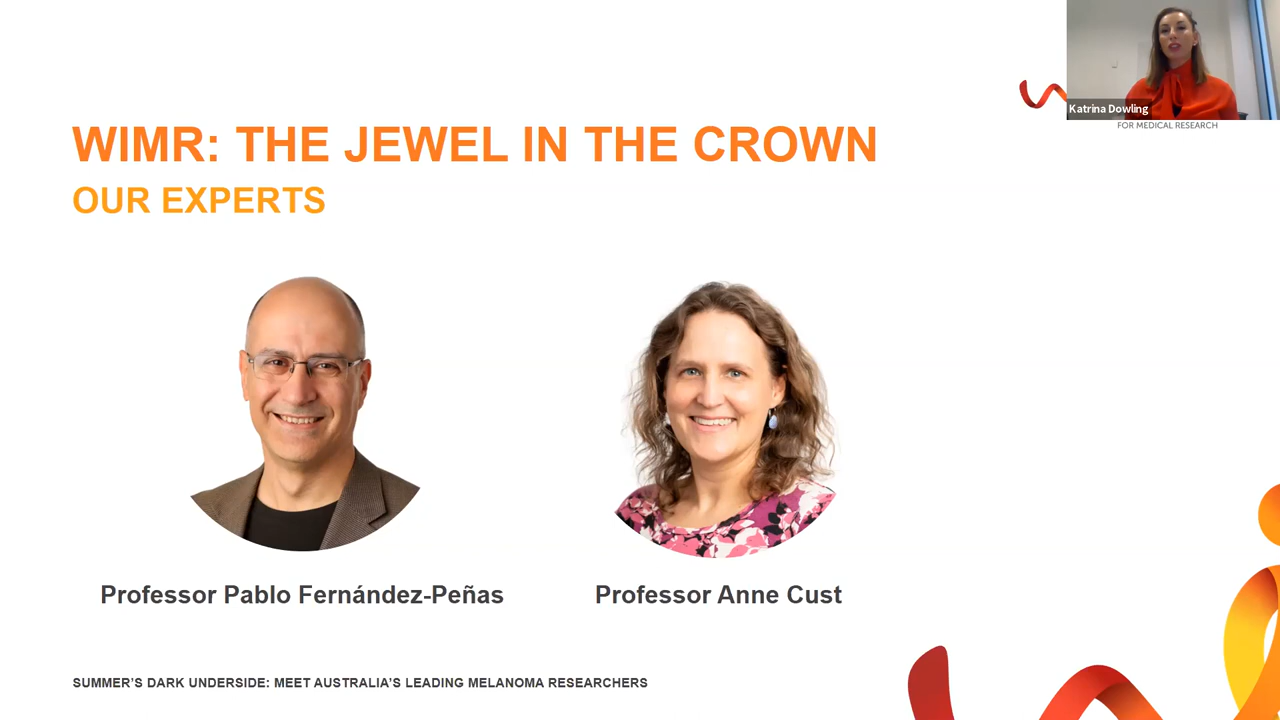 Katrina Dowling
FOR MEDICAL RESEARCH
WIMR: THE JEWEL IN THE CROWN
OUR EXPERTS
Professor Pablo Fernández-Peñas
Professor Anne Cust
SUMMER'S DARK UNDERSIDE: MEET AUSTRALIA'S LEADING MELANOMA RESEARCHERS